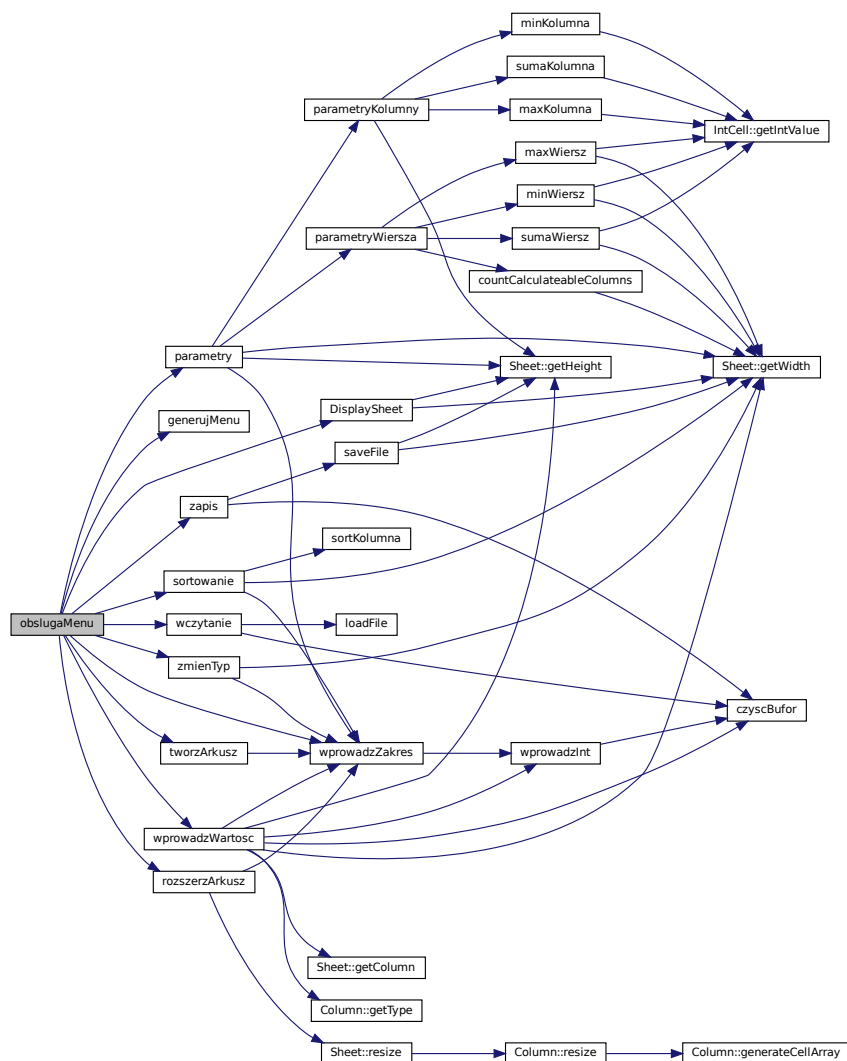 minKolumna
sumaKolumna
parametryKolumny
maxKolumna
IntCell::getIntValue
maxWiersz
minWiersz
parametryWiersza
sumaWiersz
countCalculateableColumns
parametry
Sheet::getHeight
Sheet::getWidth
DisplaySheet
generujMenu
saveFile
zapis
sortKolumna
sortowanie
obslugaMenu
wczytanie
loadFile
zmienTyp
czyscBufor
tworzArkusz
wprowadzZakres
wprowadzInt
wprowadzWartosc
rozszerzArkusz
Sheet::getColumn
Column::getType
Sheet::resize
Column::resize
Column::generateCellArray